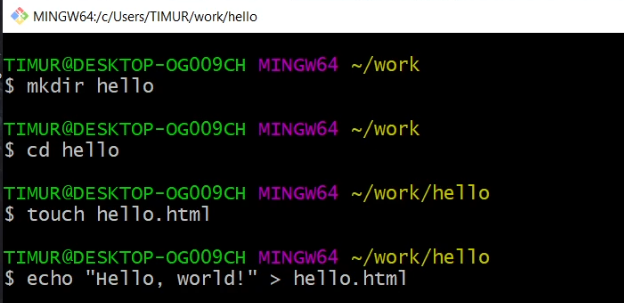 MINGW64:/c/Users/TIMUR/work/hello
TIMUR@DESKTOP-OG009CH MINGW64 ~/work
$ mkdir hello
TIMUR@DESKTOP-OG009CH MINGW64 ~/work
$ cd hello
TIMUR@DESKTOP-OG009CH MINGW64 ~/work/hello
$ touch hello.html
TIMUR@DESKTOP-OG009CH MINGW64 ~/work/hello
$ echo "Hello, world!" > hello.html